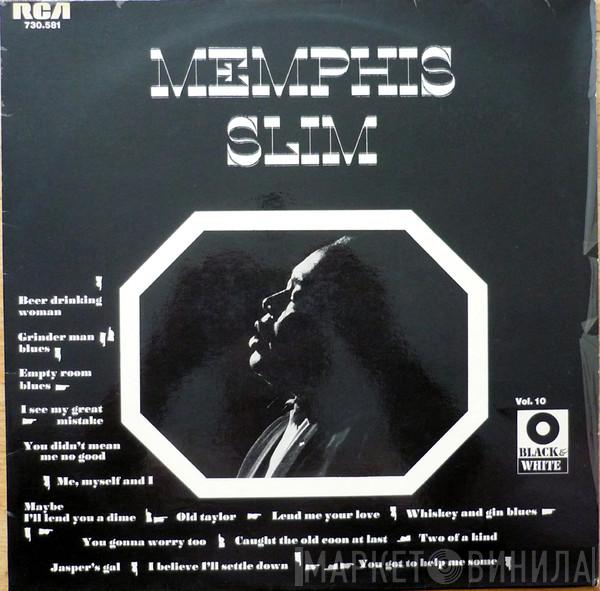 RCA
730.581
MEMPHIS
SLIM
Beer drinking
woman
Grinder man
blues
Empty room
blues
I see my great
mistake
You didn't mean
me no good
Me, myself and I
Maybe
I'll lend you a dime Old taylor Lend me your love Whiskey and gin blues
You gonna worry too Caught the old coon at last Two of a kind
Jasper's gal I believe I'll settle down You got to help me some
Vol. 10
BLACK &
WHITE
МАРКЕТ ВИНИЛА